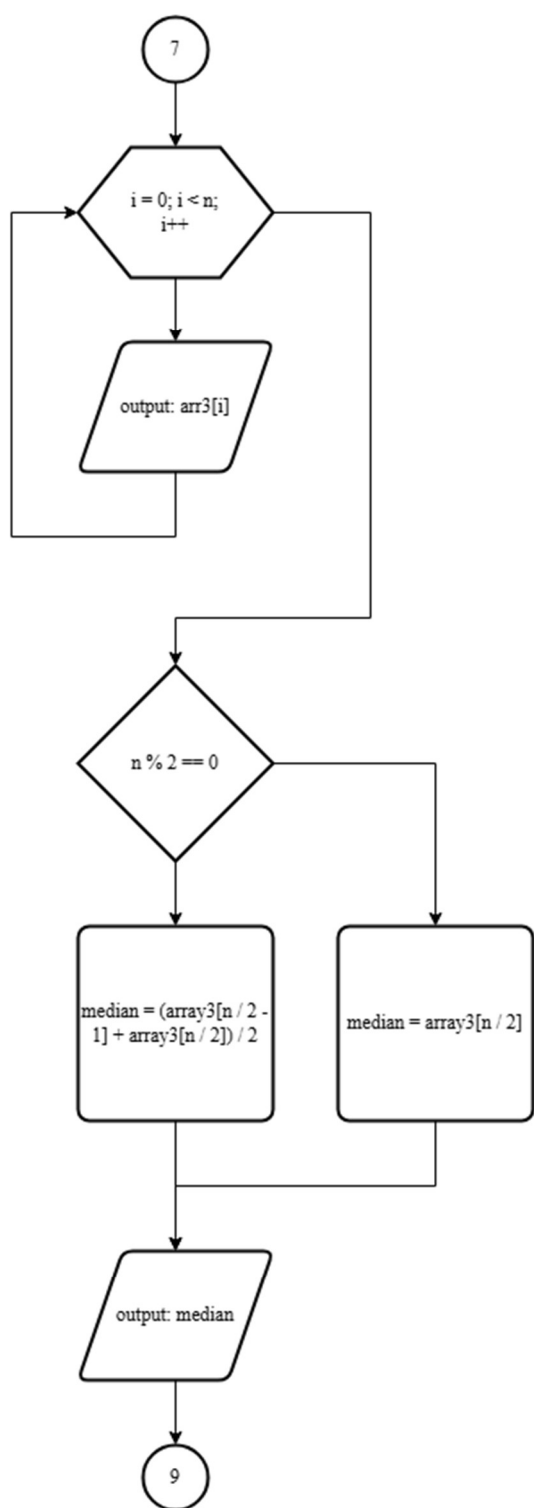 7
i = 0; i < n;
i++
output: arr3[i]
n % 2 == 0
median = (array3[n / 2 -
1] + array3[n / 2]) / 2
median = array3[n / 2]
output: median
9